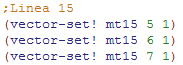 ;Linea 15
(vector-set! mt15 5 1)
(vector-set! mt15 6 1)
(vector-set! mt15 7 1)